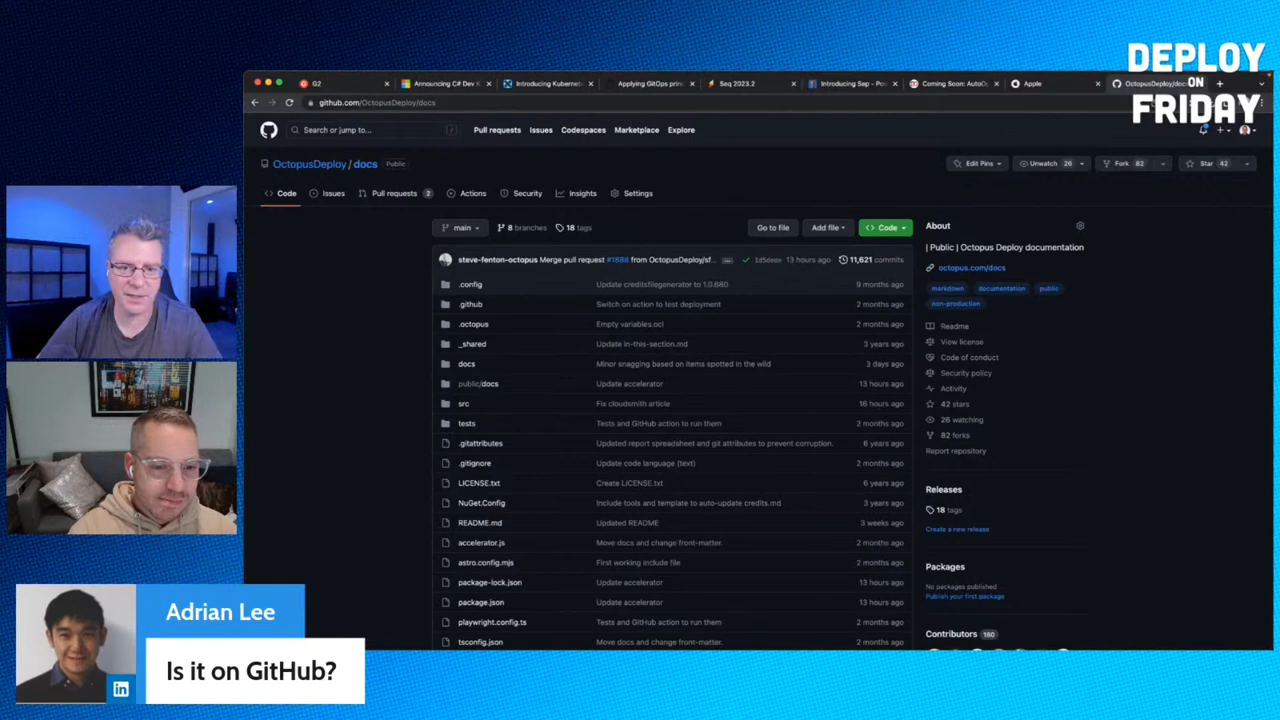 DEPLOY
ON
FRIDAY
G2
Announcing C# Dev K
Introducing Kubernet
Applying GitOps princ
Seq 2023.2
Introducing Sep - Po
Coming Soon: AutoO
Apple
OctopusDeploy/docs
github.com/OctopusDeploy/docs
Search or jump to...
/
Pull requests
Issues
Codespaces
Marketplace
Explore
OctopusDeploy / docs
Public
Edit Pins
Unwatch 26
Fork 82
Star 42
Code
Issues
Pull requests 2
Actions
Security
Insights
Settings
main
8 branches
18 tags
Go to file
Add file
Code
steve-fenton-octopus Merge pull request #1888 from OctopusDeploy/sf... 13 hours ago 11,621 commits
.config Update creditsfilegenerator to 1.0.680 9 months ago
.github Switch on action to test deployment 2 months ago
.octopus Empty variables.ocl 2 months ago
_shared Update in-this-section.md 3 years ago
docs Minor snagging based on items spotted in the wild 3 days ago
public/docs Update accelerator 13 hours ago
src Fix cloudsmith article 16 hours ago
tests Tests and GitHub action to run them 2 months ago
.gitattributes Updated report spreadsheet and git attributes to prevent corruption. 6 years ago
.gitignore Update code language (text) 2 months ago
LICENSE.txt Create LICENSE.txt 6 years ago
NuGet.Config Include tools and template to auto-update credits.md 3 years ago
README.md Updated README 3 weeks ago
accelerator.js Move docs and change front-matter. 2 months ago
astro.config.mjs First working include file 2 months ago
package-lock.json Update accelerator 13 hours ago
package.json Update accelerator 13 hours ago
playwright.config.ts Tests and GitHub action to run them 2 months ago
tsconfig.json Move docs and change front-matter. 2 months ago
About
| Public | Octopus Deploy documentation
octopus.com/docs
markdown documentation public
non-production
Readme
View license
Code of conduct
Security policy
Activity
42 stars
26 watching
82 forks
Report repository
Releases
18 tags
Create a new release
Packages
No packages published
Publish your first package
Contributors 180
Adrian Lee
in
Is it on GitHub?